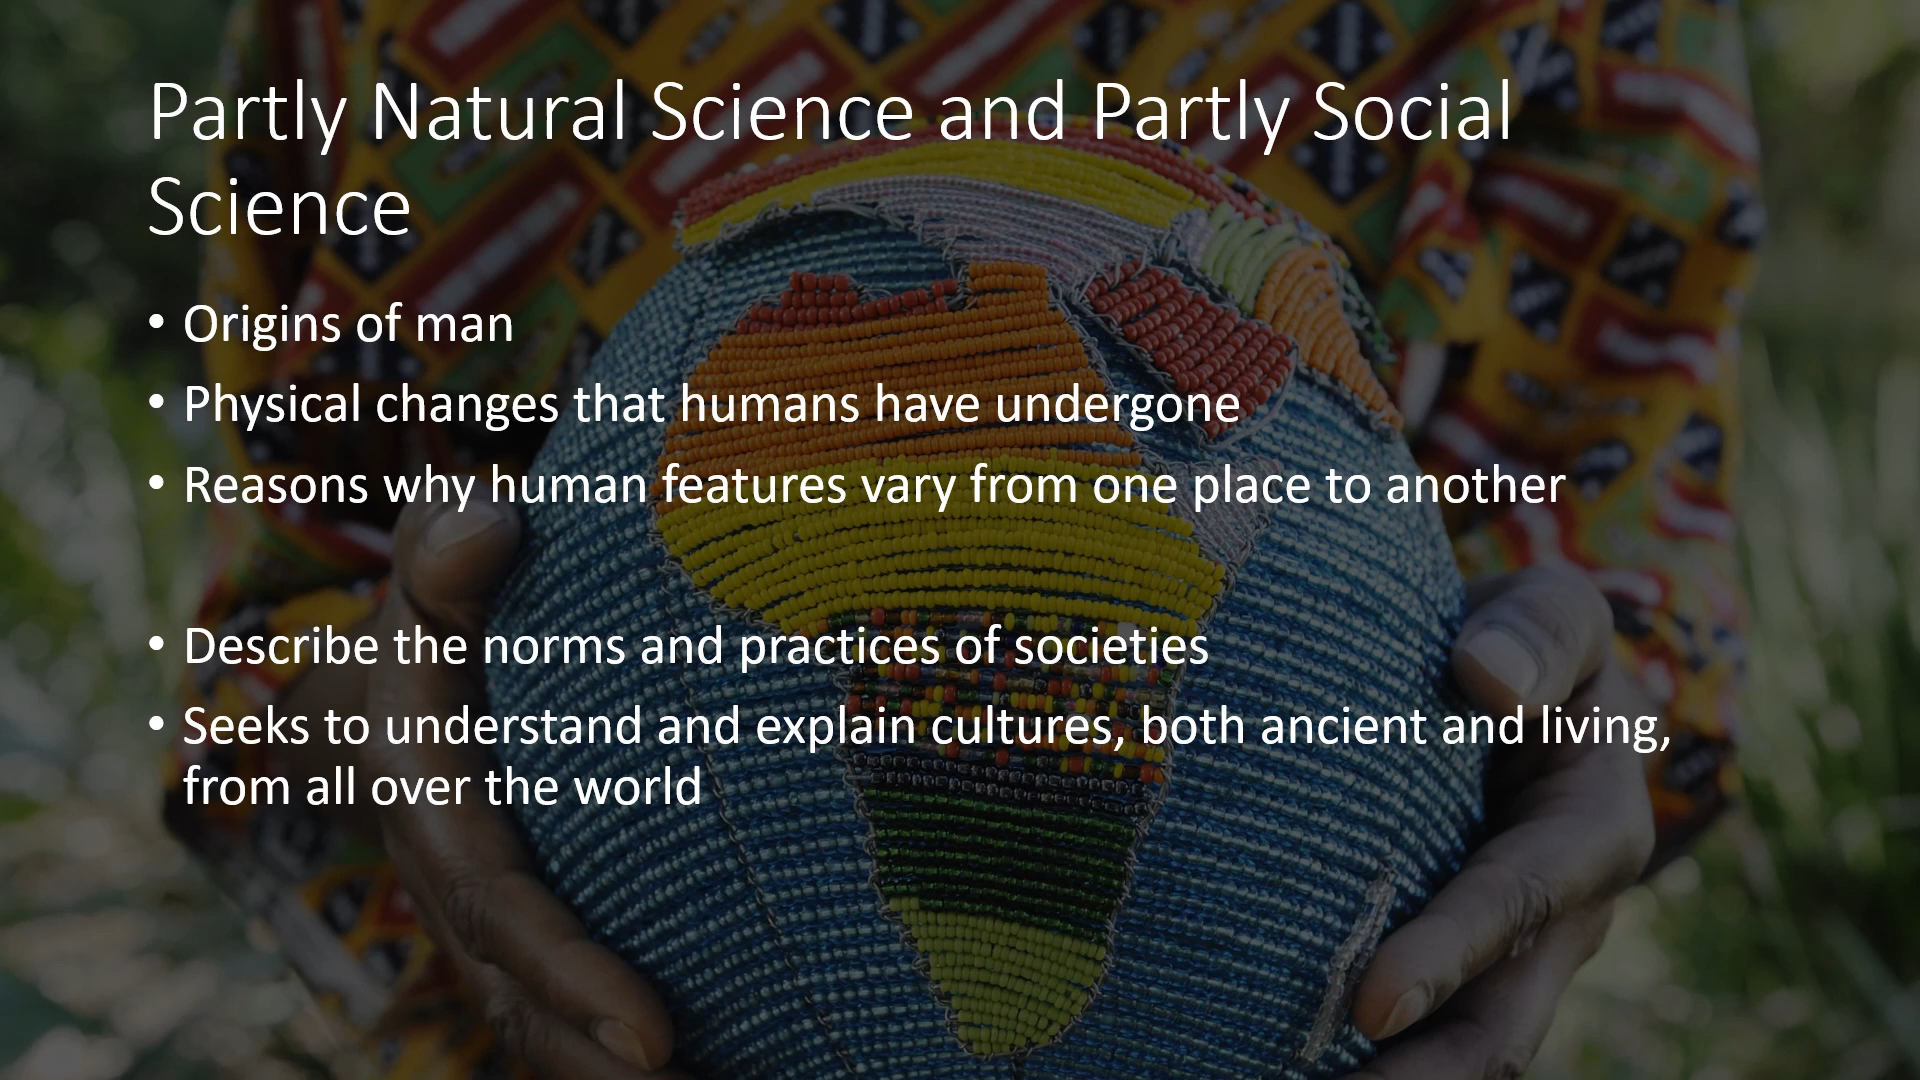 Partly Natural Science and Partly Social
Science
• Origins of man
• Physical changes that humans have undergone
• Reasons why human features vary from one place to another
• Describe the norms and practices of societies
• Seeks to understand and explain cultures, both ancient and living,
from all over the world